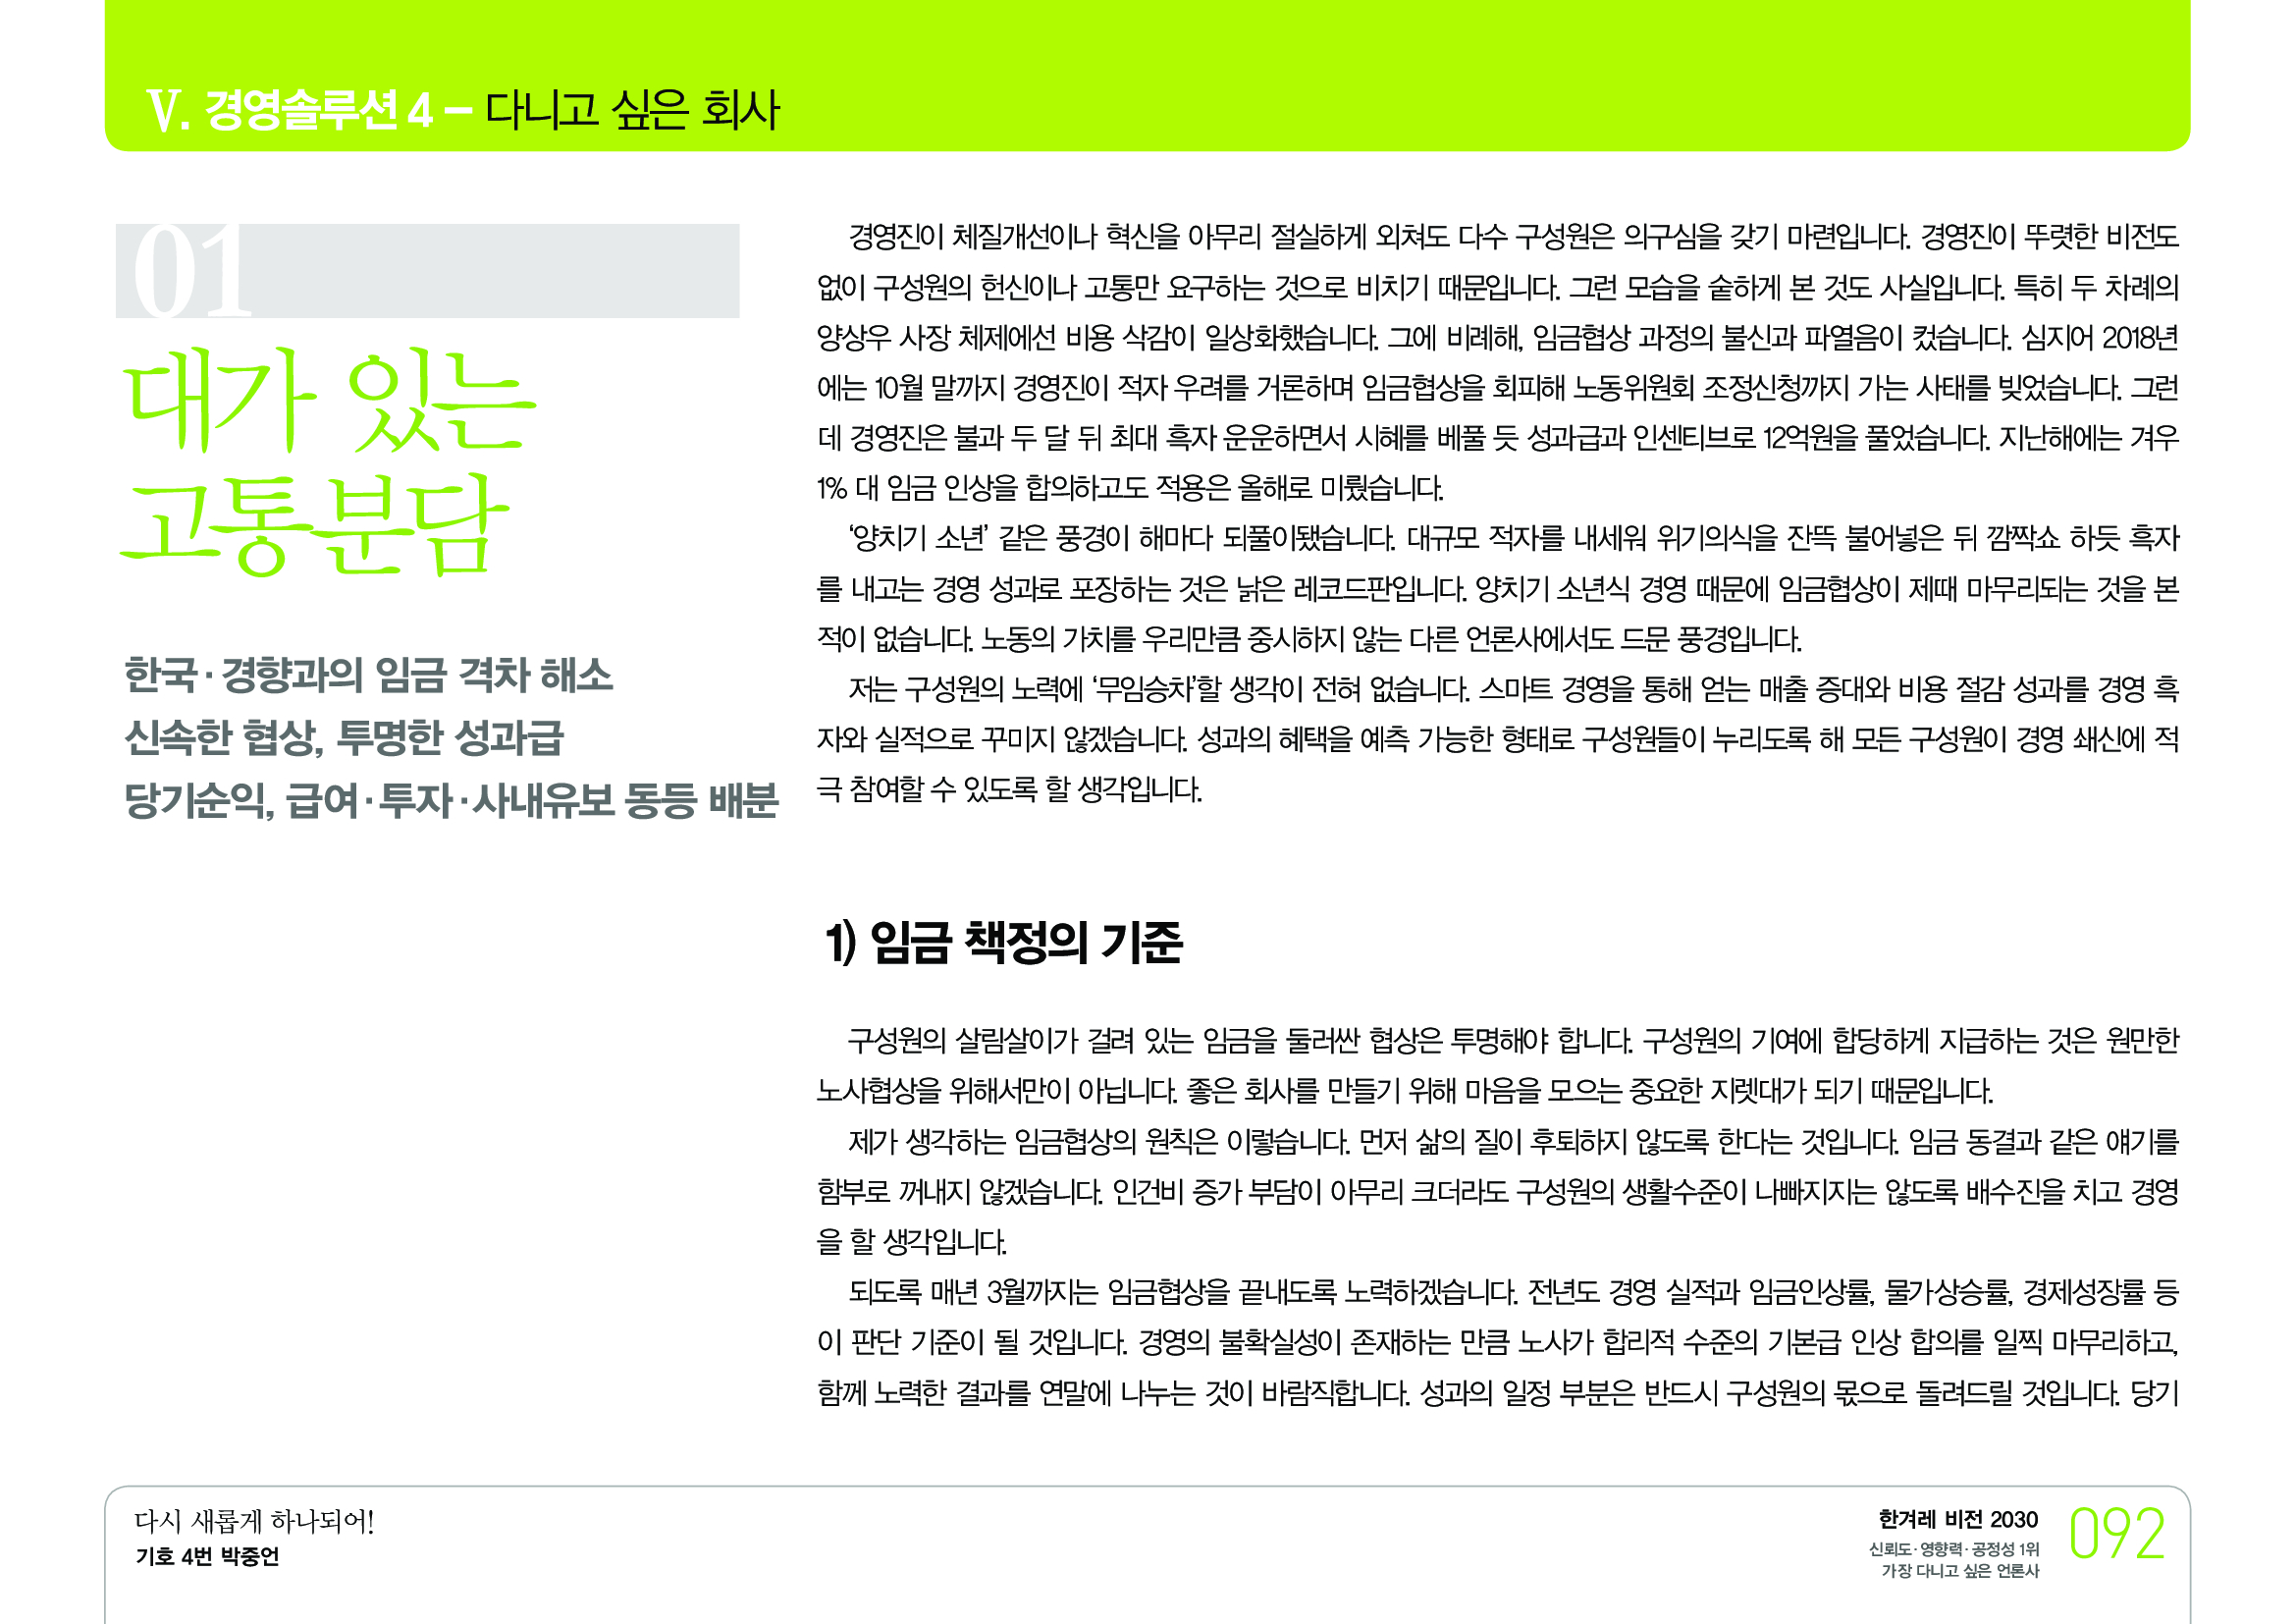 V. 경영솔루션 4 – 다니고 싶은 회사
01
대가 있는
고통분담
한국·경향과의 임금 격차 해소
신속한 협상, 투명한 성과급
당기순익, 급여·투자·사내유보 동등 배분
경영진이 체질개선이나 혁신을 아무리 절실하게 외쳐도 다수 구성원은 의구심을 갖기 마련입니다. 경영진이 뚜렷한 비전도
없이 구성원의 헌신이나 고통만 요구하는 것으로 비치기 때문입니다. 그런 모습을 숱하게 본 것도 사실입니다. 특히 두 차례의
양상우 사장 체제에선 비용 삭감이 일상화했습니다. 그에 비례해, 임금협상 과정의 불신과 파열음이 컸습니다. 심지어 2018년
에는 10월 말까지 경영진이 적자 우려를 거론하며 임금협상을 회피해 노동위원회 조정신청까지 가는 사태를 빚었습니다. 그런
데 경영진은 불과 두 달 뒤 최대 흑자 운운하면서 시혜를 베풀 듯 성과급과 인센티브로 12억원을 풀었습니다. 지난해에는 겨우
1% 대 임금 인상을 합의하고도 적용은 올해로 미뤘습니다.
‘양치기 소년’ 같은 풍경이 해마다 되풀이됐습니다. 대규모 적자를 내세워 위기의식을 잔뜩 불어넣은 뒤 깜짝쇼 하듯 흑자
를 내고는 경영 성과로 포장하는 것은 낡은 레코드판입니다. 양치기 소년식 경영 때문에 임금협상이 제때 마무리되는 것을 본
적이 없습니다. 노동의 가치를 우리만큼 중시하지 않는 다른 언론사에서도 드문 풍경입니다.
저는 구성원의 노력에 ‘무임승차’할 생각이 전혀 없습니다. 스마트 경영을 통해 얻는 매출 증대와 비용 절감 성과를 경영 흑
자와 실적으로 꾸미지 않겠습니다. 성과의 혜택을 예측 가능한 형태로 구성원들이 누리도록 해 모든 구성원이 경영 쇄신에 적
극 참여할 수 있도록 할 생각입니다.
1) 임금 책정의 기준
구성원의 살림살이가 걸려 있는 임금을 둘러싼 협상은 투명해야 합니다. 구성원의 기여에 합당하게 지급하는 것은 원만한
노사협상을 위해서만이 아닙니다. 좋은 회사를 만들기 위해 마음을 모으는 중요한 지렛대가 되기 때문입니다.
제가 생각하는 임금협상의 원칙은 이렇습니다. 먼저 삶의 질이 후퇴하지 않도록 한다는 것입니다. 임금 동결과 같은 얘기를
함부로 꺼내지 않겠습니다. 인건비 증가 부담이 아무리 크더라도 구성원의 생활수준이 나빠지지는 않도록 배수진을 치고 경영
을 할 생각입니다.
되도록 매년 3월까지는 임금협상을 끝내도록 노력하겠습니다. 전년도 경영 실적과 임금인상률, 물가상승률, 경제성장률 등
이 판단 기준이 될 것입니다. 경영의 불확실성이 존재하는 만큼 노사가 합리적 수준의 기본급 인상 합의를 일찍 마무리하고,
함께 노력한 결과를 연말에 나누는 것이 바람직합니다. 성과의 일정 부분은 반드시 구성원의 몫으로 돌려드릴 것입니다. 당기
다시 새롭게 하나되어!
기호 4번 박중언
한겨레 비전 2030
신뢰도·영향력·공정성 1위
가장 다니고 싶은 언론사
092